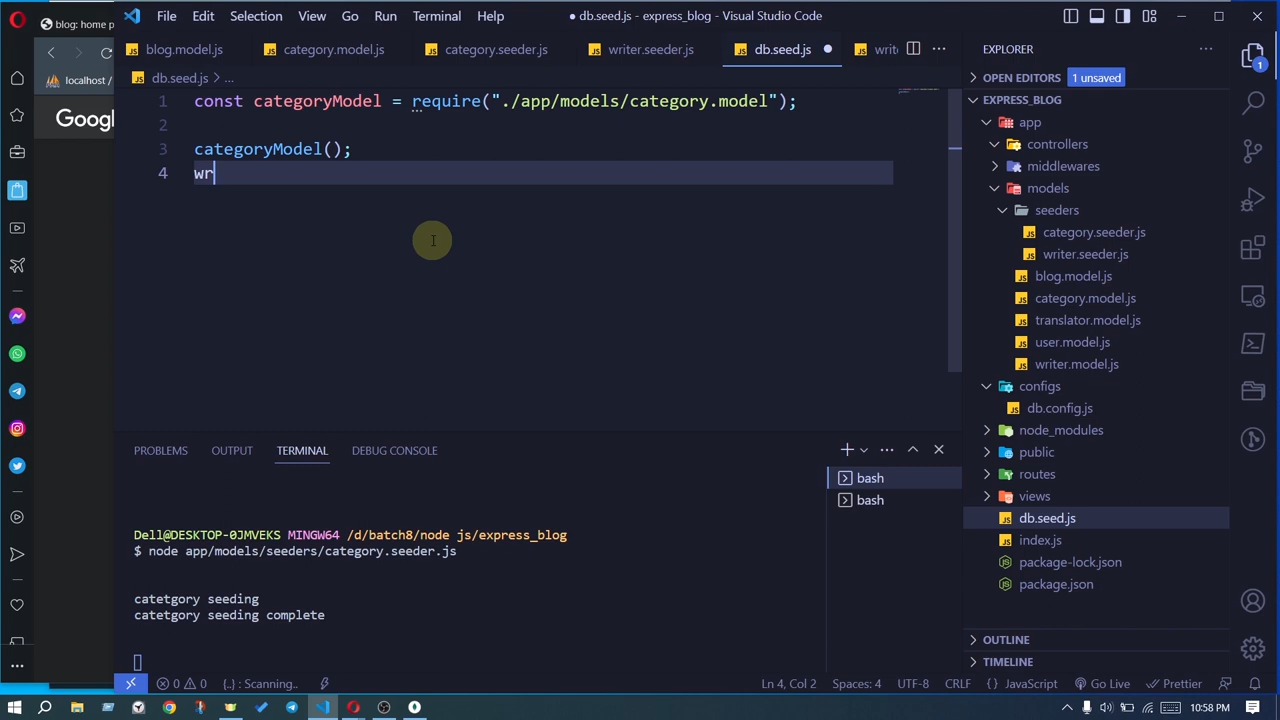 blog: home p
File Edit Selection View Go Run Terminal Help
● db.seed.js - express_blog - Visual Studio Code
blog.model.js category.model.js category.seeder.js writer.seeder.js db.seed.js
localhost /
Googl
db.seed.js > ...
1 const categoryModel = require("./app/models/category.model");
2
3 categoryModel();
4 wr
EXPLORER
OPEN EDITORS 1 unsaved
EXPRESS_BLOG
app
controllers
middlewares
models
seeders
category.seeder.js
writer.seeder.js
blog.model.js
category.model.js
translator.model.js
user.model.js
writer.model.js
configs
db.config.js
node_modules
public
routes
views
db.seed.js
index.js
package-lock.json
package.json
OUTLINE
TIMELINE
PROBLEMS OUTPUT TERMINAL DEBUG CONSOLE
bash
bash
Dell@DESKTOP-0JMVEKS MINGW64 /d/batch8/node js/express_blog
$ node app/models/seeders/category.seeder.js
catetgory seeding
catetgory seeding complete
0 0 {..} : Scanning.. Ln 4, Col 2 Spaces: 4 UTF-8 CRLF {} JavaScript Go Live Prettier
10:58 PM